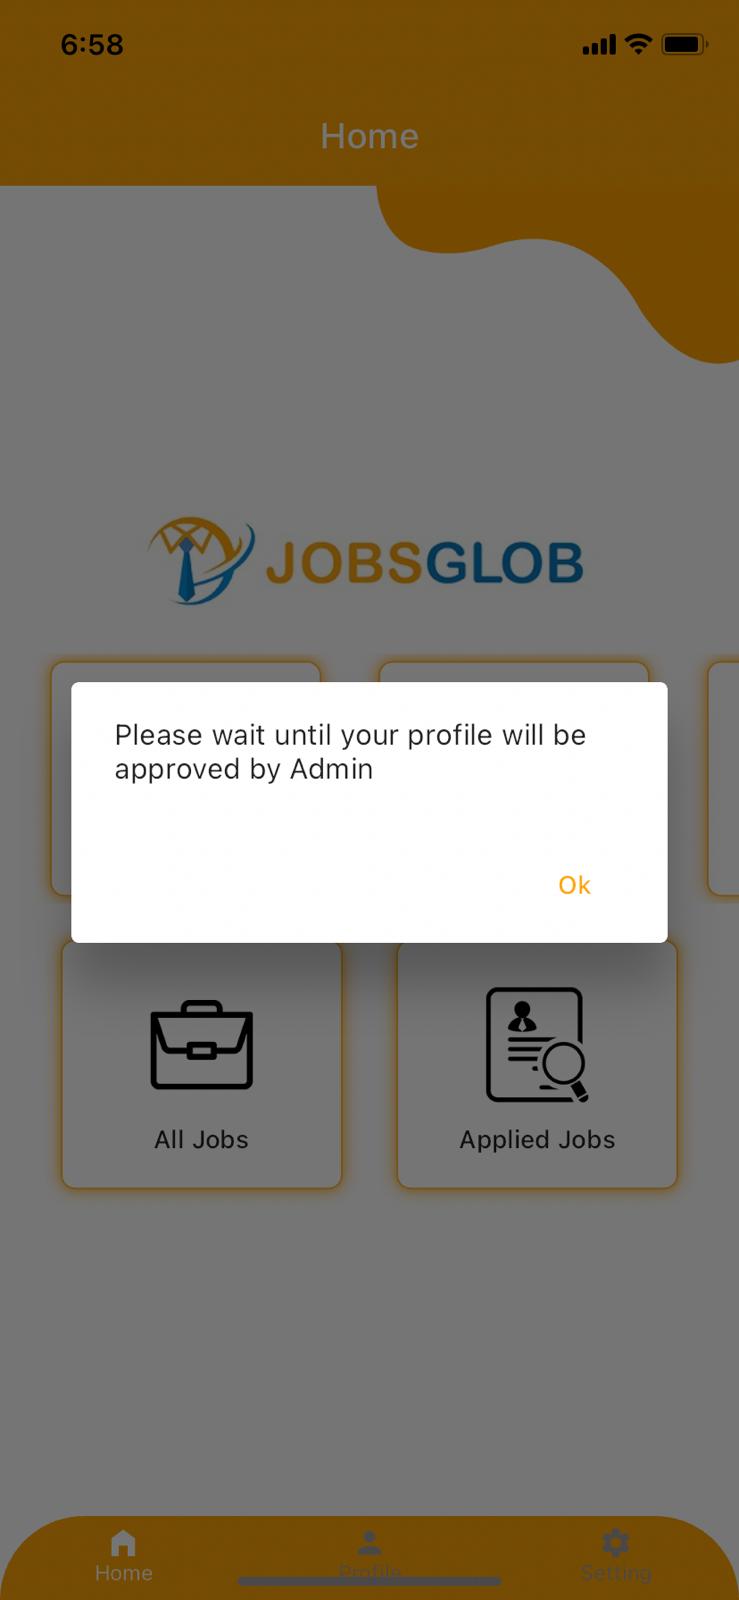 6:58
Home
JOBSGLOB
Please wait until your profile will be
approved by Admin
Ok
All Jobs
Applied Jobs
Home
Profile
Setting